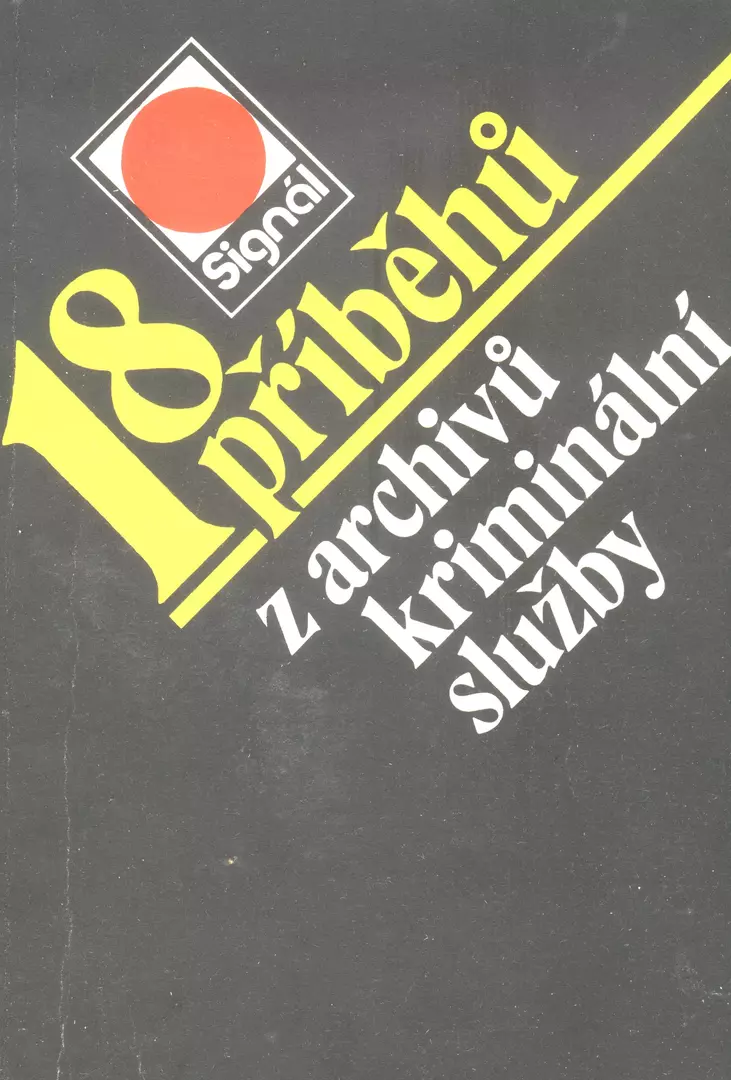 Signál
18 příběhů
z archivů
kriminální
služby